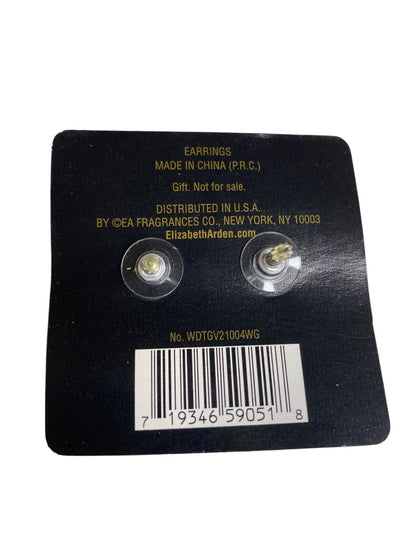 EARRINGS
MADE IN CHINA (P.R.C.)
Gift. Not for sale.
DISTRIBUTED IN U.S.A.
BY ©EA FRAGRANCES CO., NEW YORK, NY 10003
ElizabethArden.com
No. WDTGV21004WG
7 19346 59051 8